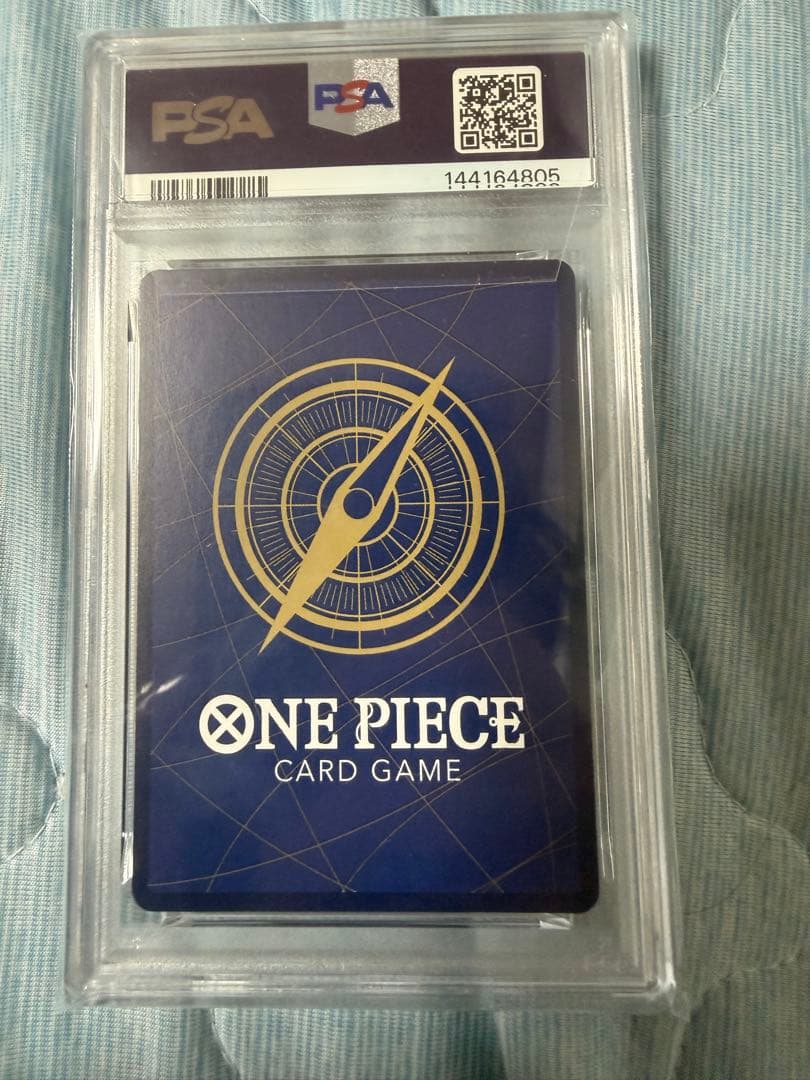 PSA
PSA
144164805
ONE PIECE
CARD GAME